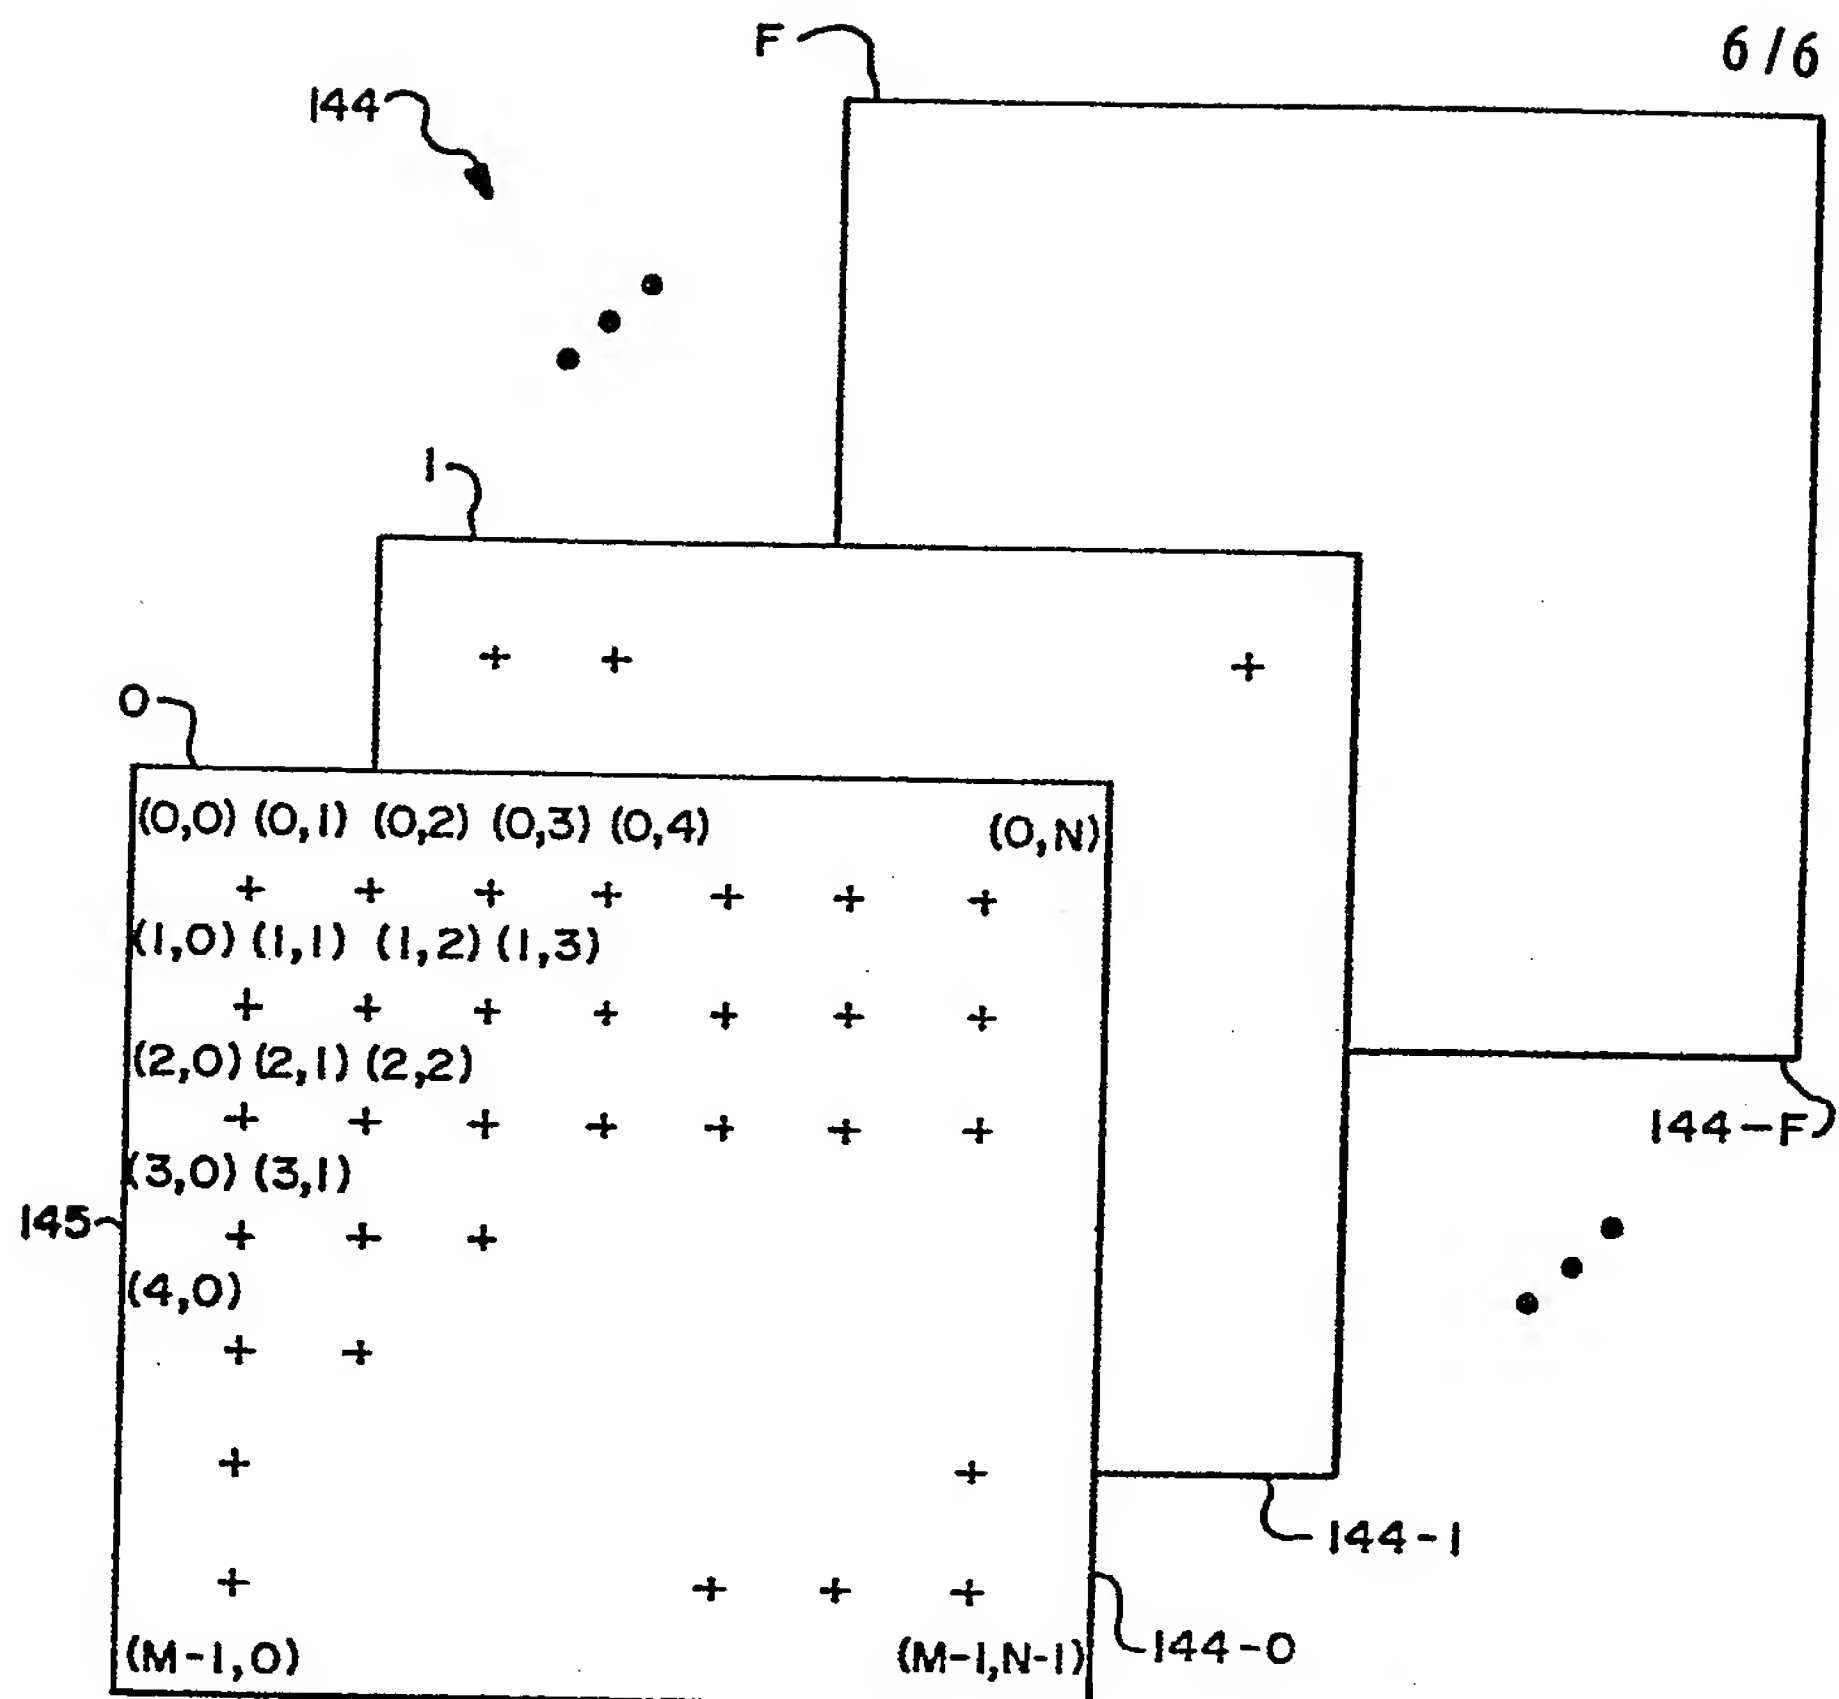 F
6/6
144
1
0
(0,0) (0,1) (0,2) (0,3) (0,4) (0,N)
(1,0) (1,1) (1,2) (1,3)
(2,0) (2,1) (2,2)
144-F
(3,0) (3,1)
145
(4,0)
144-1
(M-1,0) (M-1,N-1)
144-0